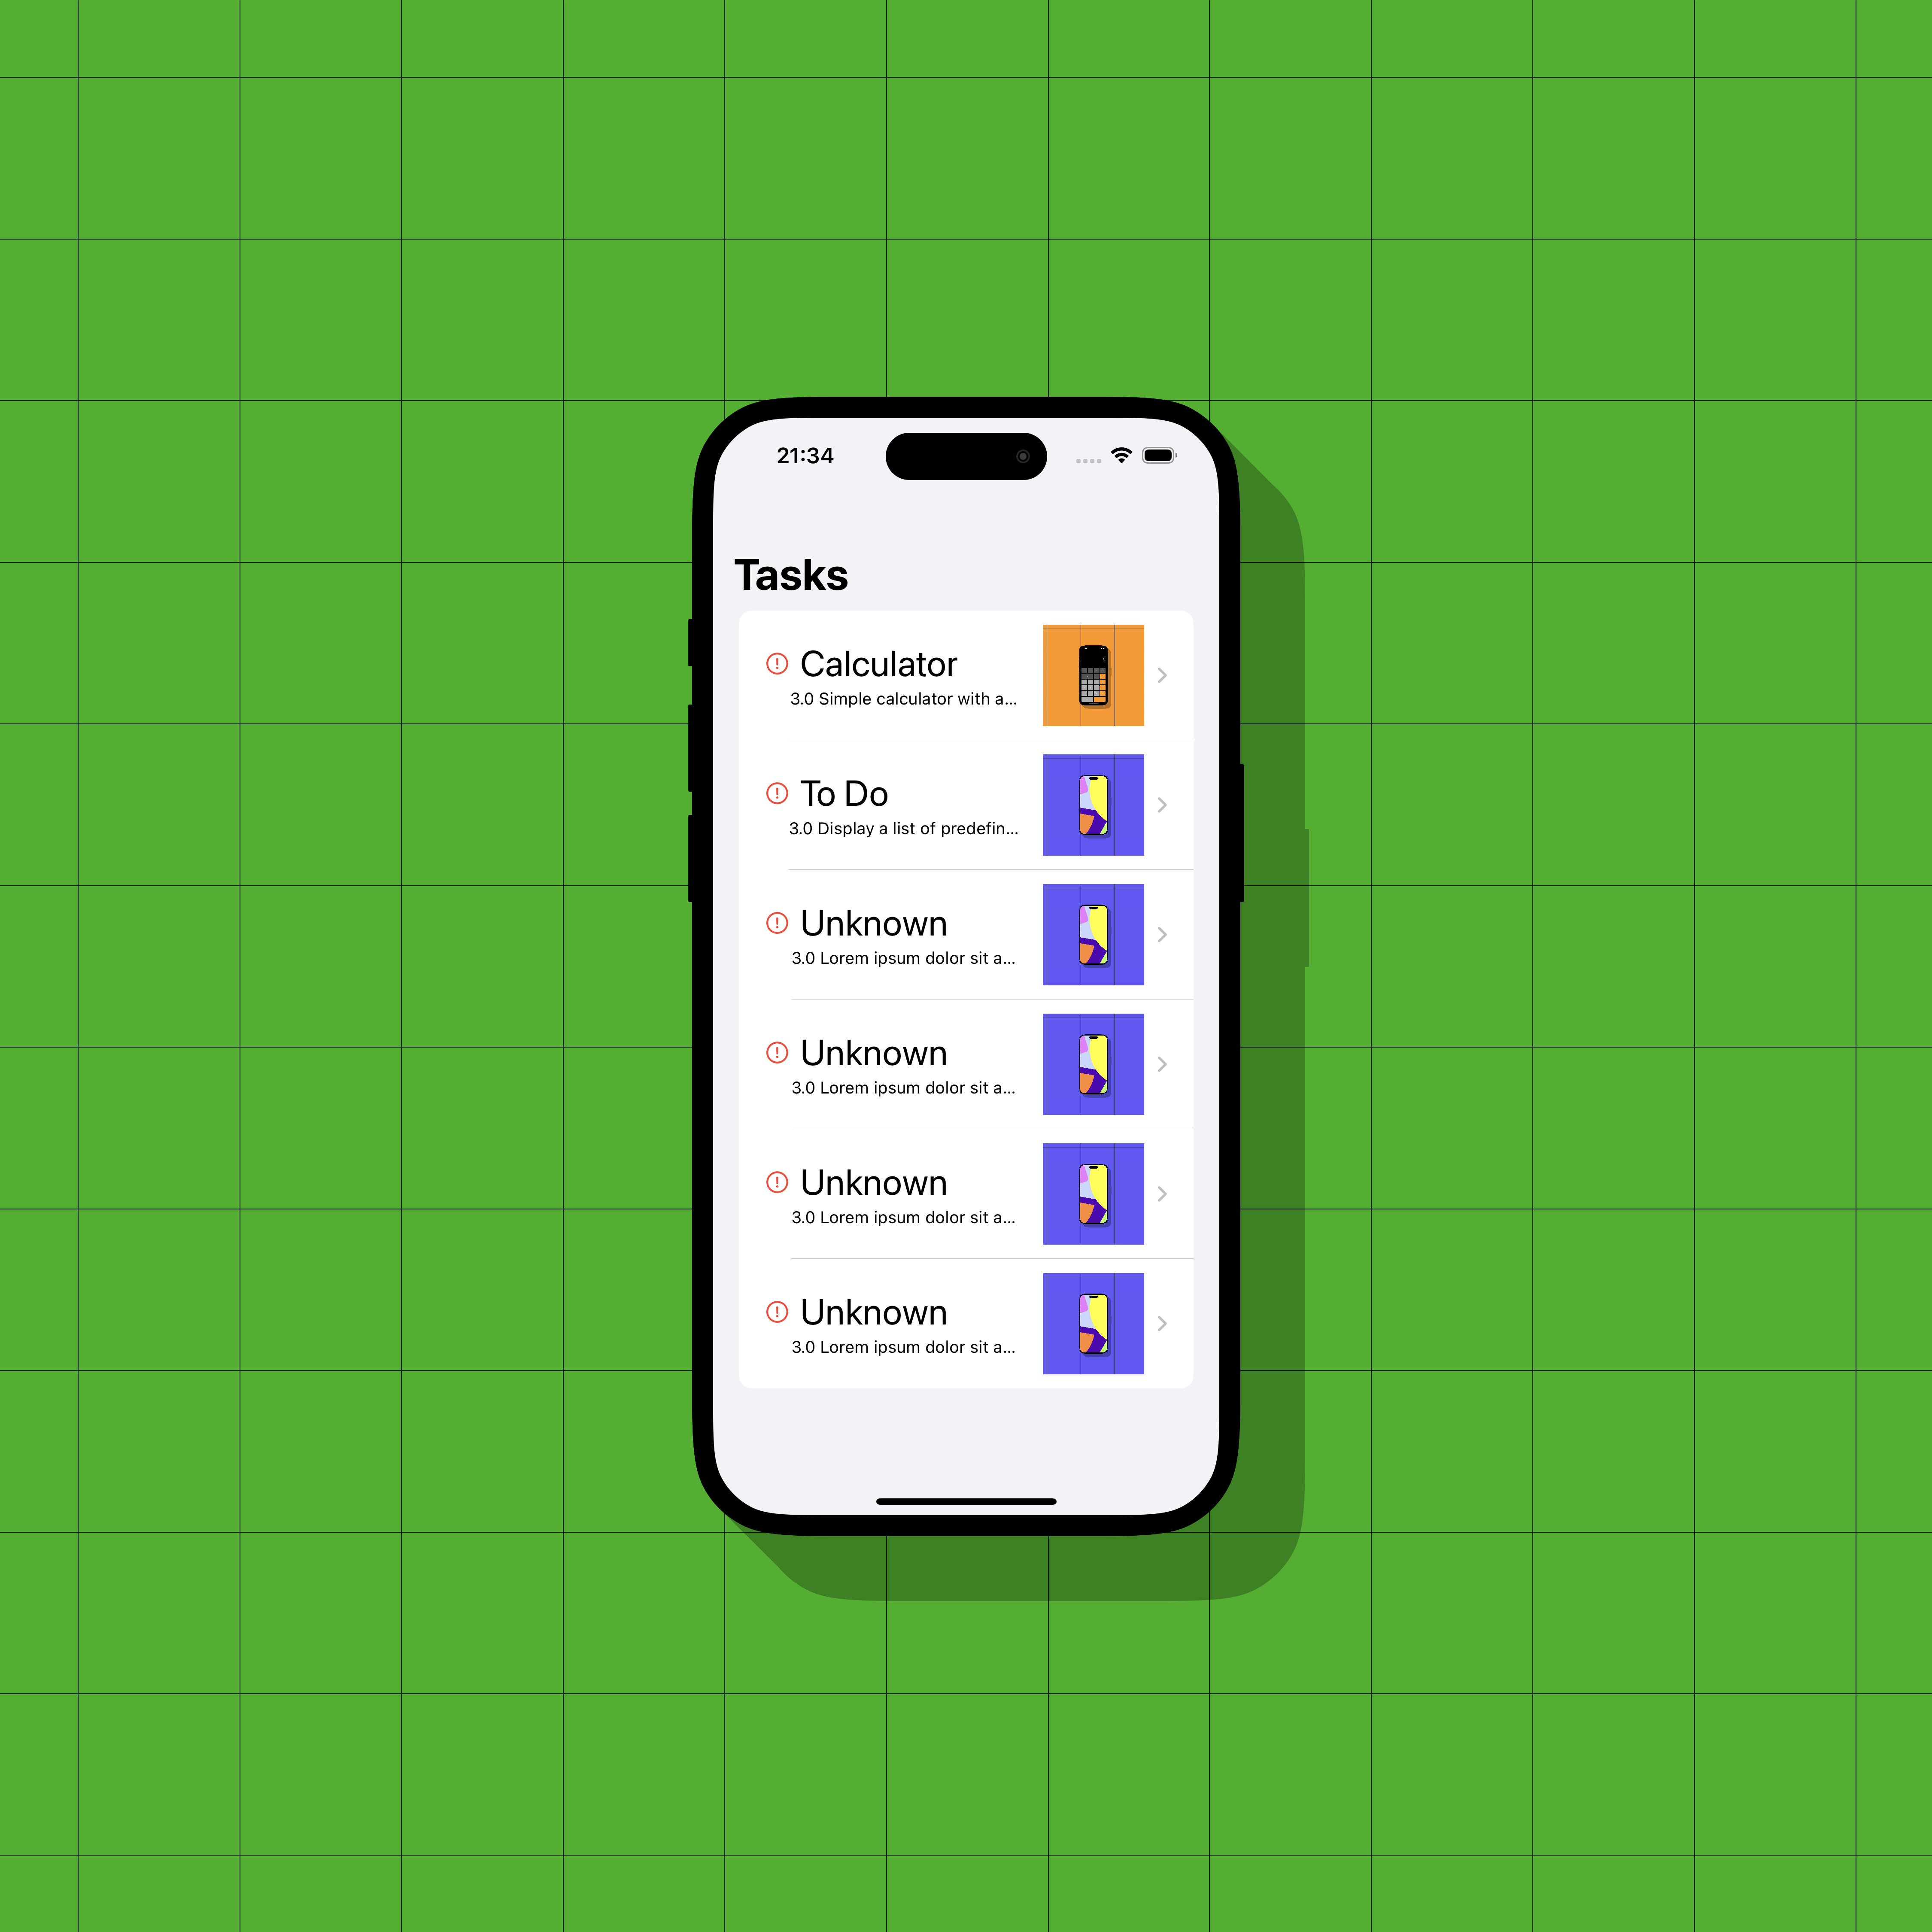 21:34
Tasks
Calculator
3.0 Simple calculator with a...
To Do
3.0 Display a list of predefin...
Unknown
3.0 Lorem ipsum dolor sit a...
Unknown
3.0 Lorem ipsum dolor sit a...
Unknown
3.0 Lorem ipsum dolor sit a...
Unknown
3.0 Lorem ipsum dolor sit a...